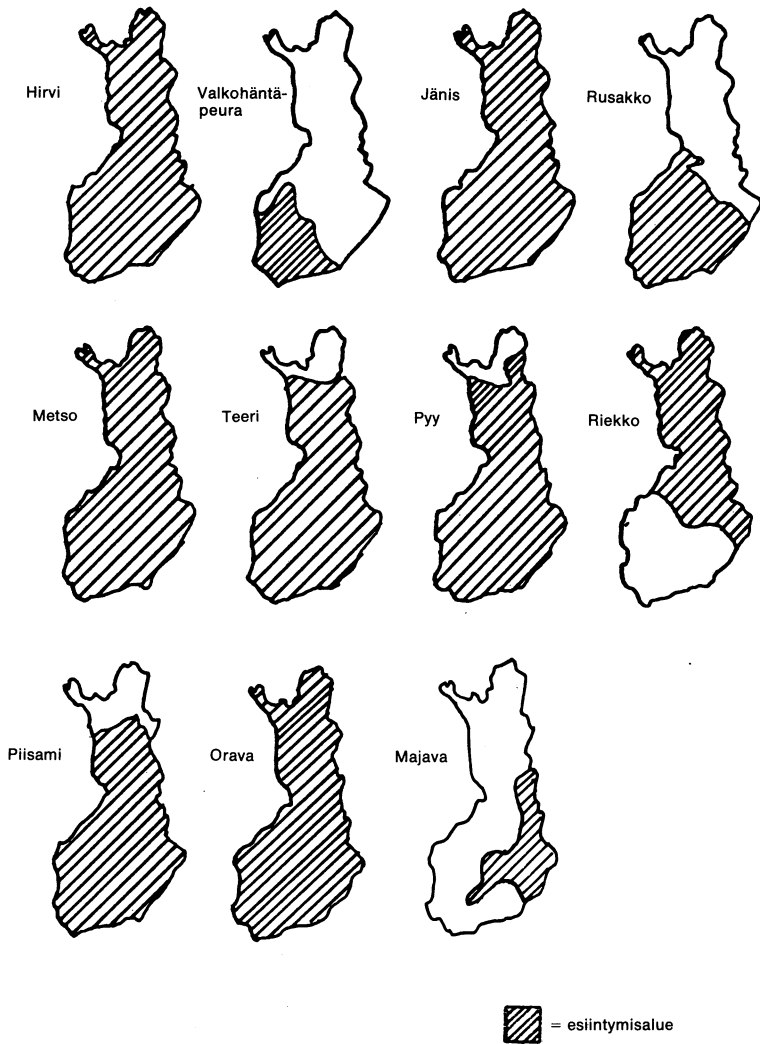 Hirvi
Valkohäntä-
peura
Jänis
Rusakko
Metso
Teeri
Pyy
Riekko
Piisami
Orava
Majava
= esiintymisalue